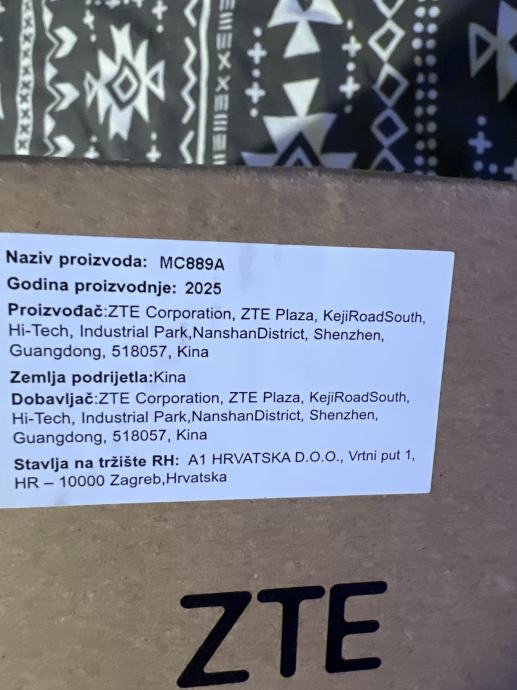 Naziv proizvoda: MC889A
Godina proizvodnje: 2025
Proizvođač:ZTE Corporation, ZTE Plaza, KejiRoadSouth,
Hi-Tech, Industrial Park,NanshanDistrict, Shenzhen,
Guangdong, 518057, Kina
Zemlja podrijetla:Kina
Dobavljač:ZTE Corporation, ZTE Plaza, KejiRoadSouth,
Hi-Tech, Industrial Park,NanshanDistrict, Shenzhen,
Guangdong, 518057, Kina
Stavlja na tržište RH: A1 HRVATSKA D.O.O., Vrtni put 1,
HR – 10000 Zagreb,Hrvatska
ZTE